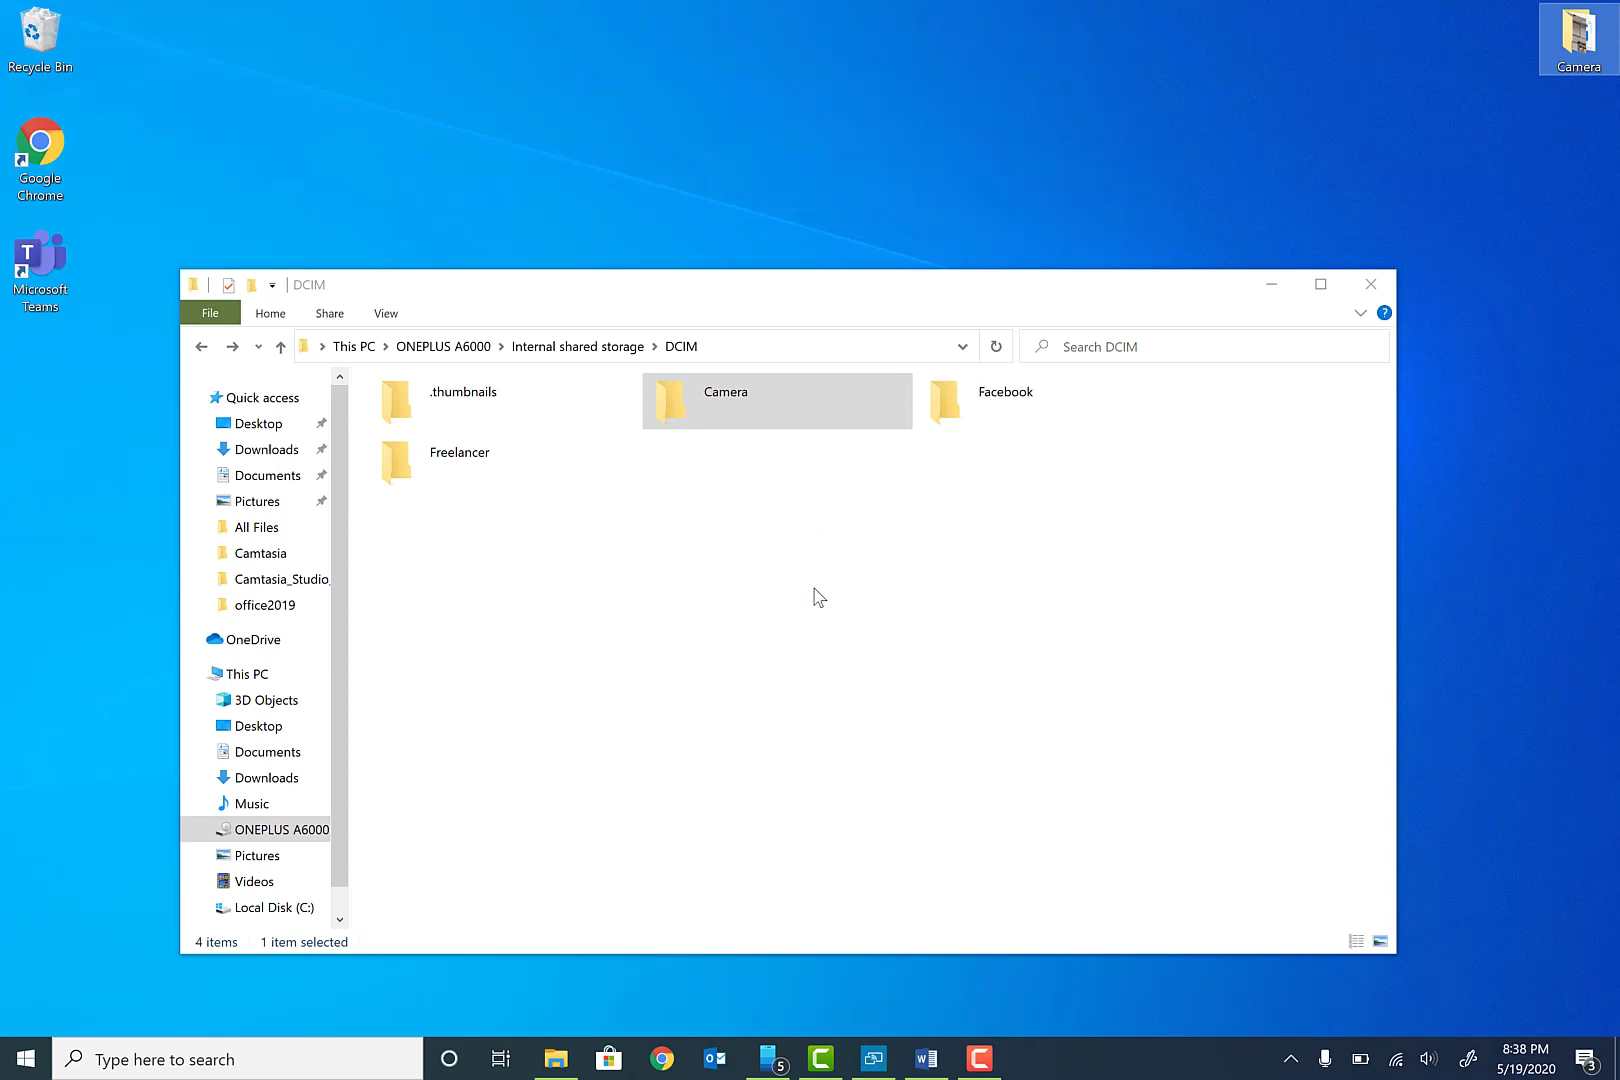 Recycle Bin
Google
Chrome
Microsoft
Teams
Camera
DCIM
File
Home
Share
View
?
This PC
ONEPLUS A6000
Internal shared storage
DCIM
Search DCIM
Quick access
Desktop
Downloads
Documents
Pictures
All Files
Camtasia
Camtasia_Studio_
office2019
OneDrive
This PC
3D Objects
Desktop
Documents
Downloads
Music
ONEPLUS A6000
Pictures
Videos
Local Disk (C:)
.thumbnails
Camera
Facebook
Freelancer
4 items
1 item selected
Type here to search
5
8:38 PM
5/19/2020
3